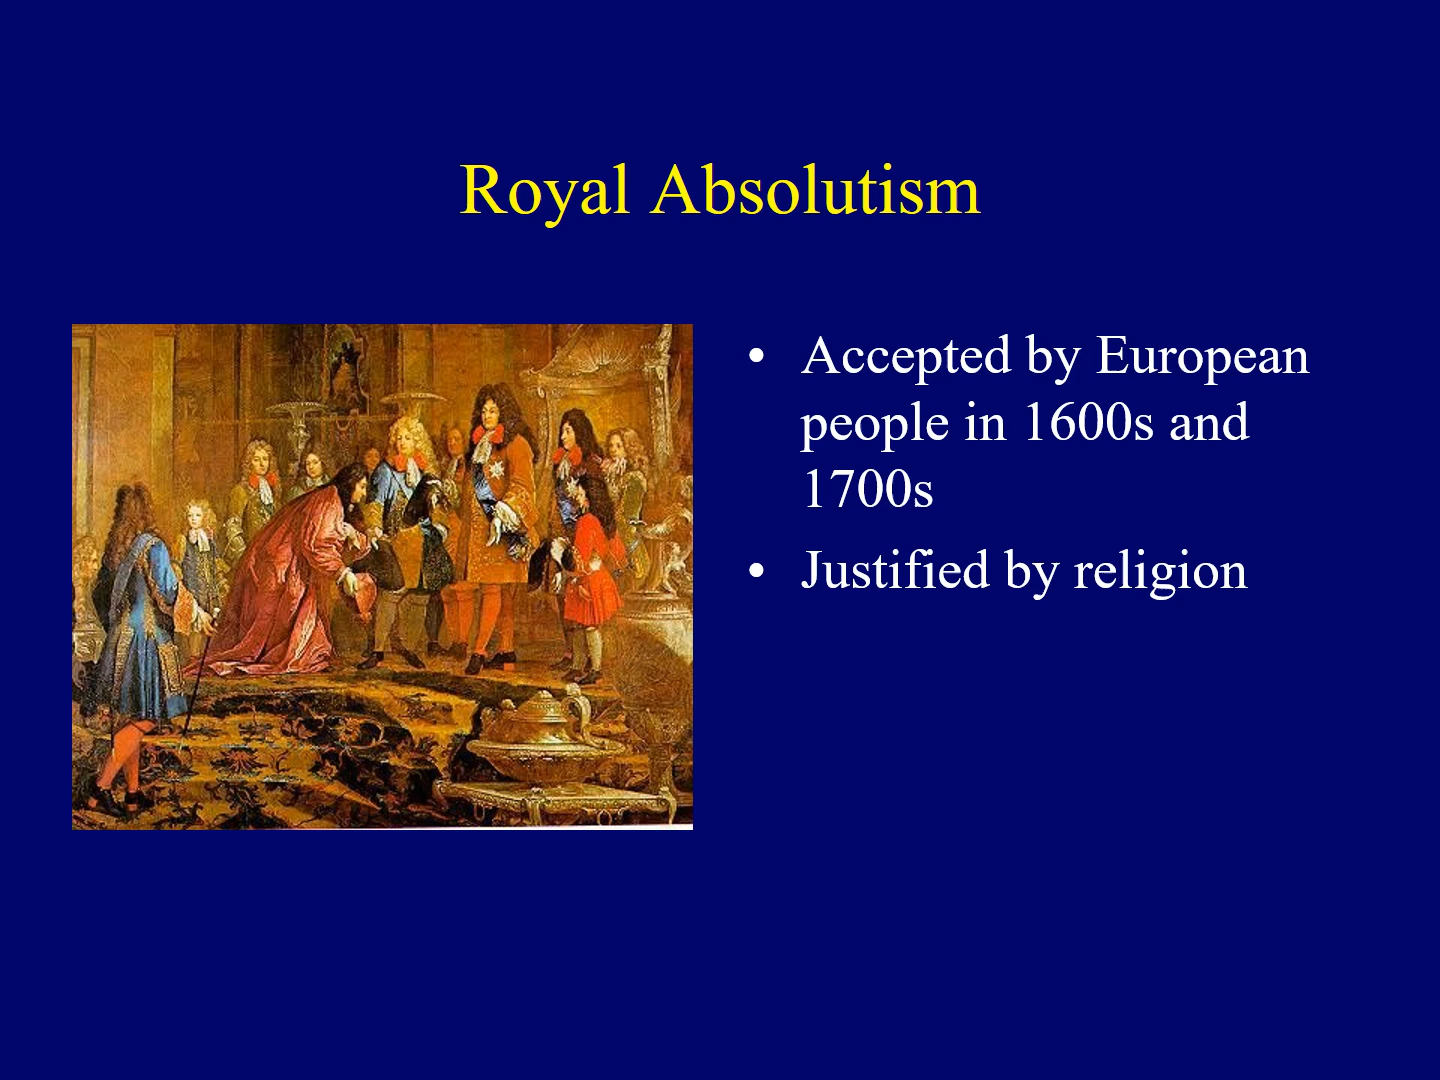 Royal Absolutism
• Accepted by European
people in 1600s and
1700s
• Justified by religion